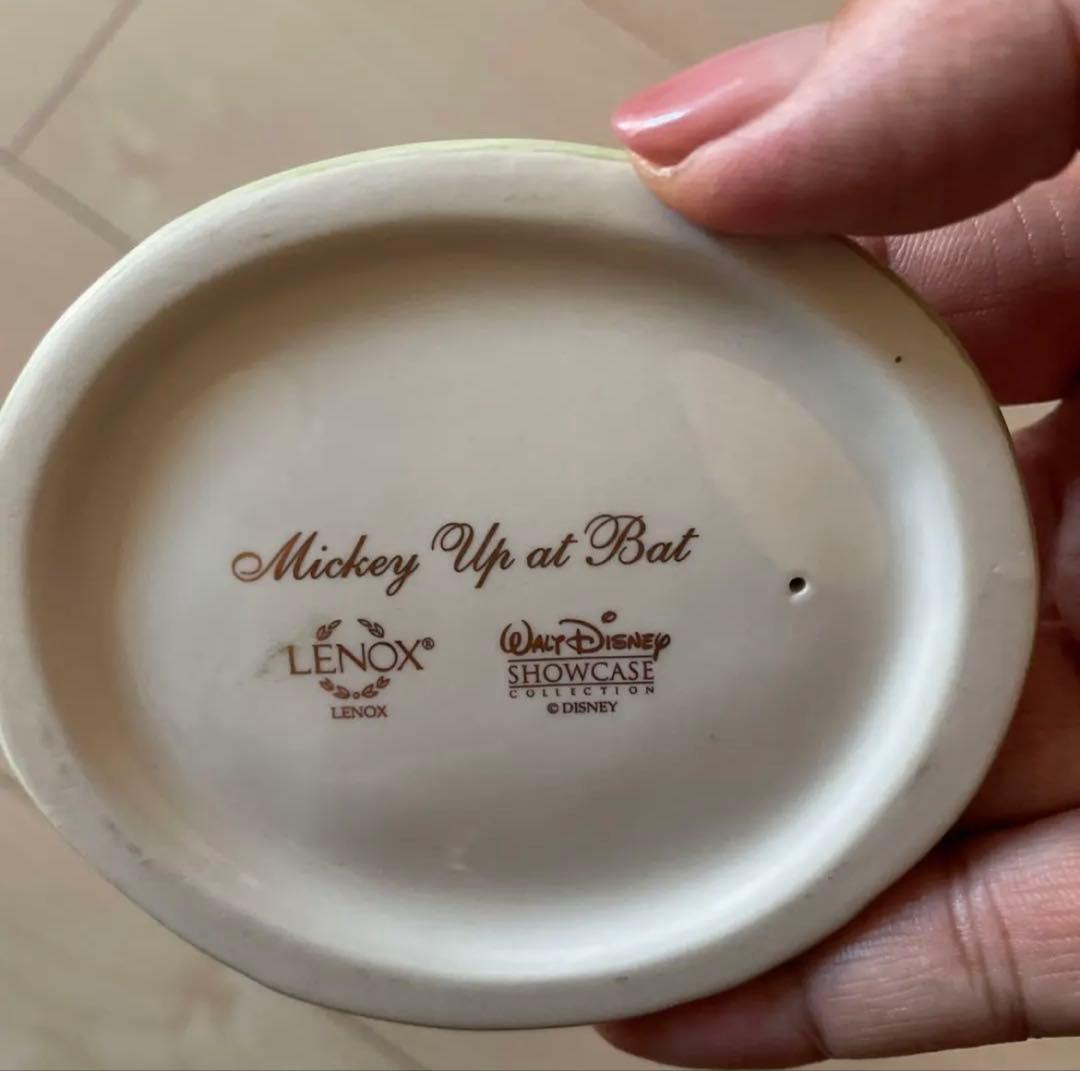 Mickey Up at Bat
LENOX®
LENOX
WALT DISNEY
SHOWCASE
COLLECTION
© DISNEY